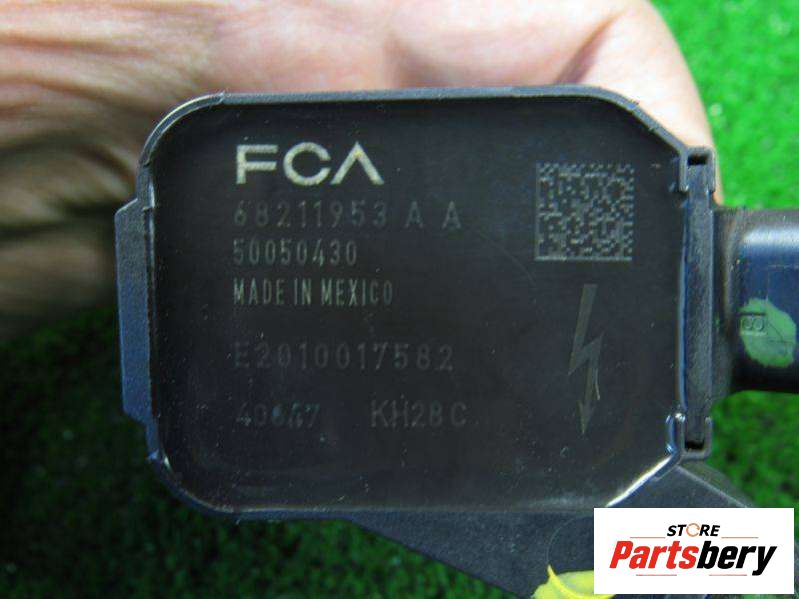 FCA
68211953 A A
50050430
MADE IN MEXICO
E2010017582
KH28C
STORE
Partsbery